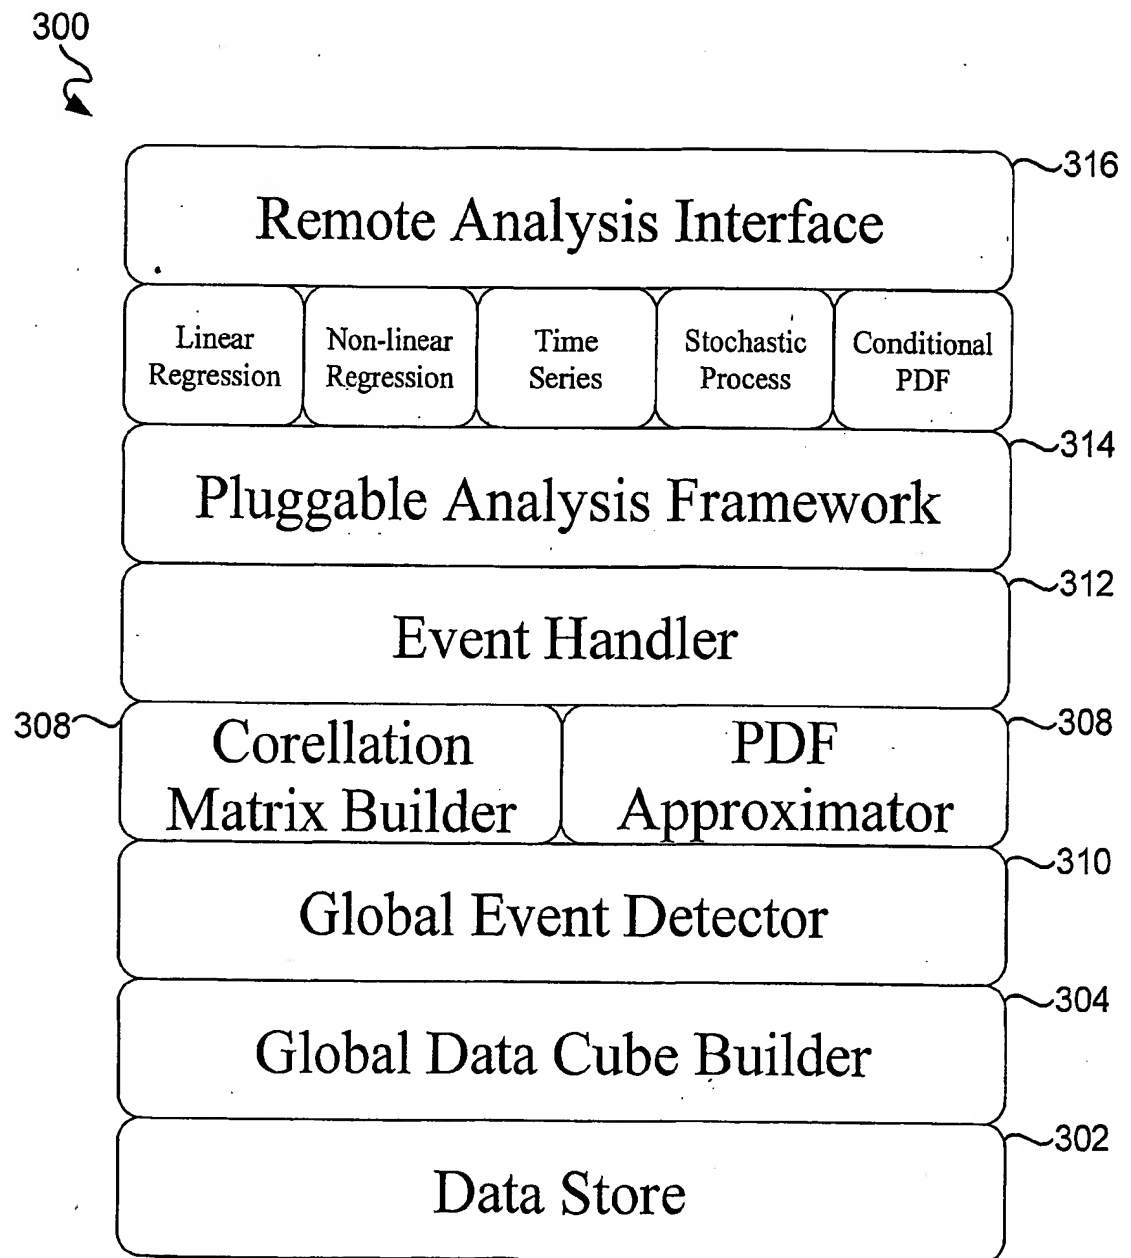 300
316
Remote Analysis Interface
Linear
Regression
Non-linear
Regression
Time
Series
Stochastic
Process
Conditional
PDF
314
Pluggable Analysis Framework
312
Event Handler
308
Corellation
Matrix Builder
308
PDF
Approximator
310
Global Event Detector
304
Global Data Cube Builder
302
Data Store